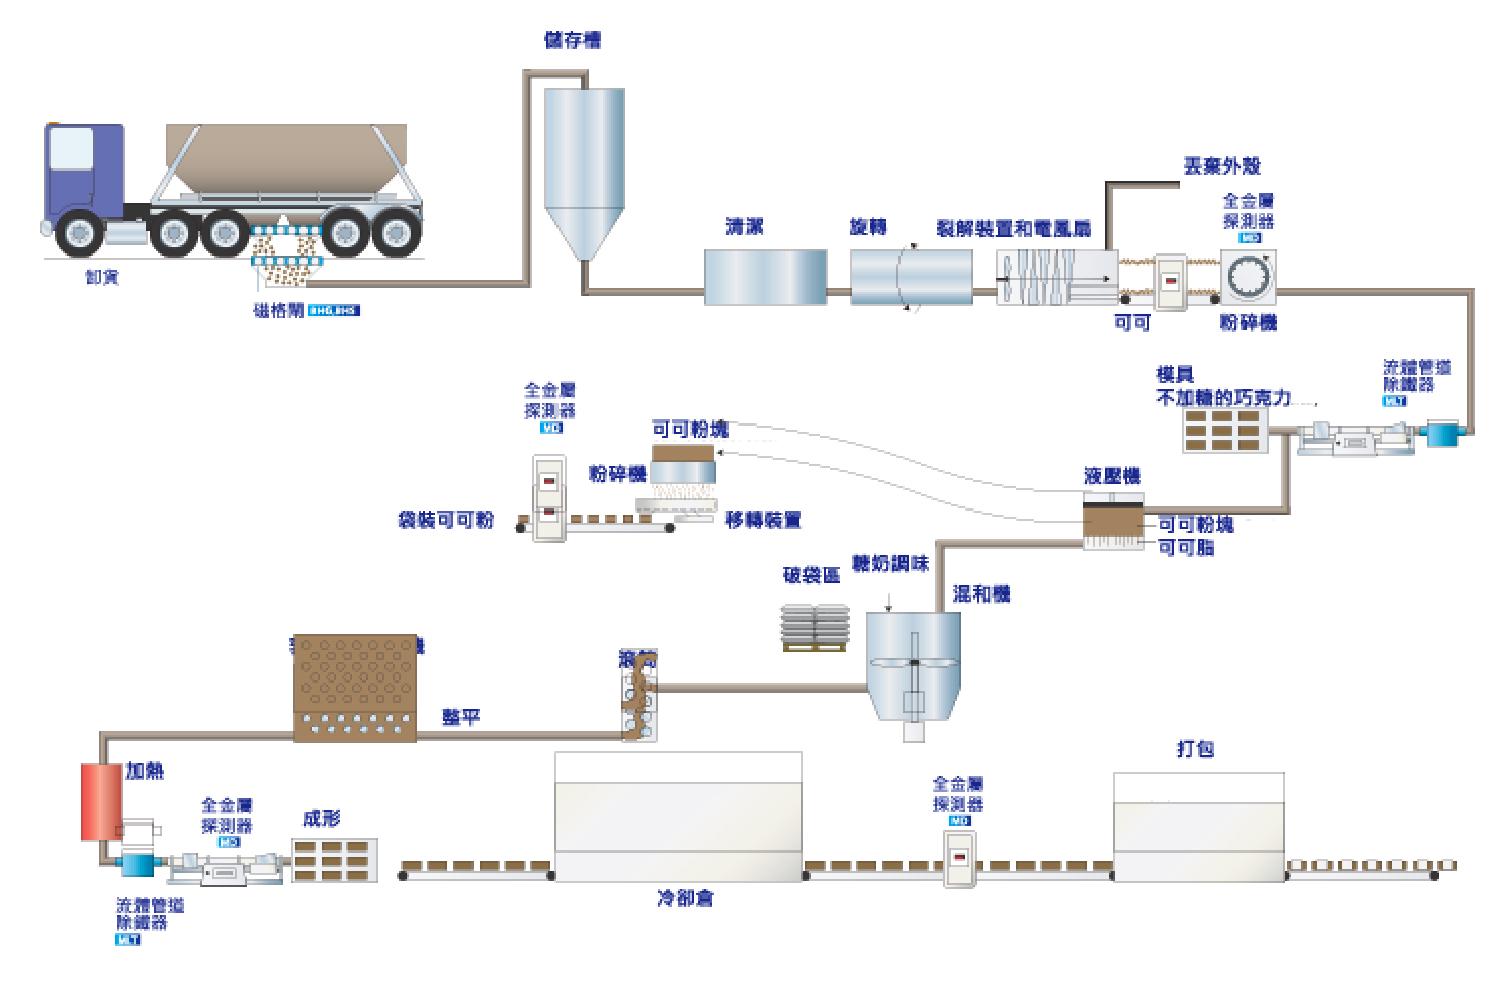 儲存槽
卸貨
磁格閘 BHG,BHS
清潔
旋轉
裂解裝置和電風扇
丟棄外殼
全金屬
探測器
MD
可可
粉碎機
流體管道
除鐵器
MLT
模具
不加糖的巧克力
全金屬
探測器
MD
可可粉塊
粉碎機
袋裝可可粉
移轉裝置
液壓機
可可粉塊
可可脂
糖奶調味
破袋區
混和機
整平
加熱
全金屬
探測器
MD
成形
流體管道
除鐵器
MLT
冷卻倉
全金屬
探測器
MD
打包